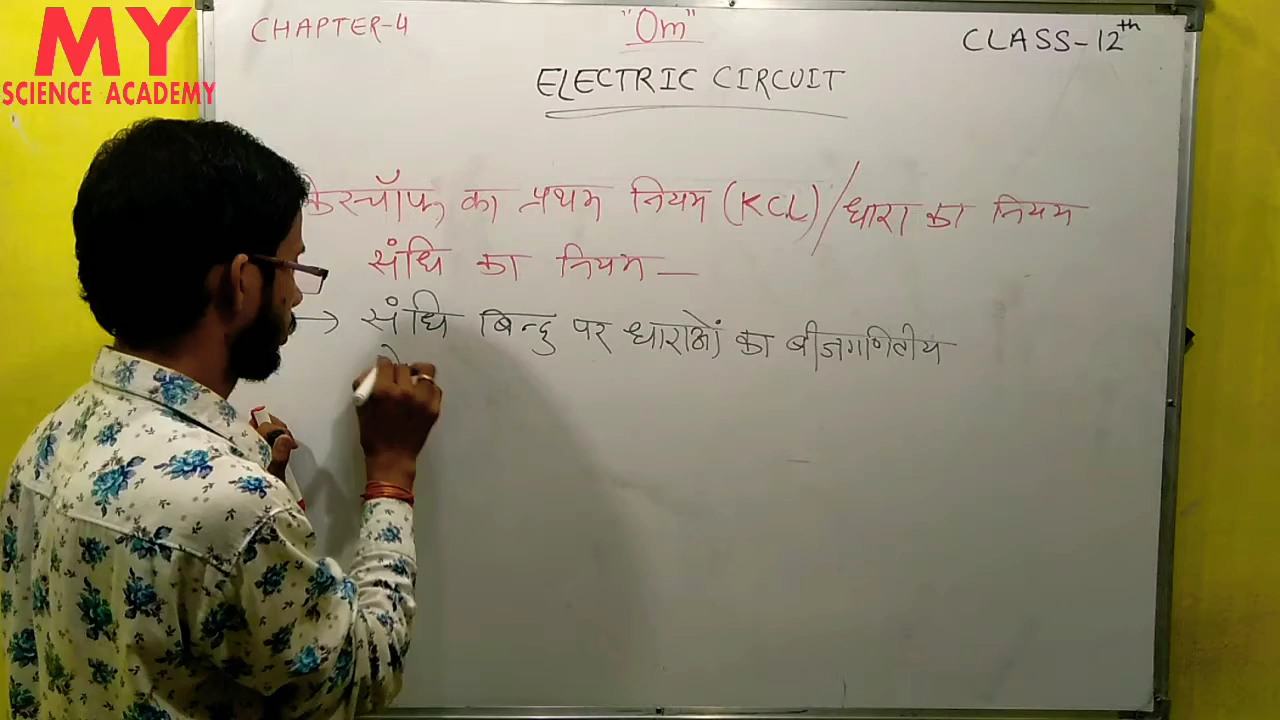 MY
SCIENCE ACADEMY
CHAPTER-4
"Om"
CLASS-12th
ELECTRIC CIRCUIT
किरचॉफ का प्रथम नियम (KCL)/धारा का नियम
संधि का नियम—
→ संधि बिन्दु पर धाराओं का बीजगणितीय